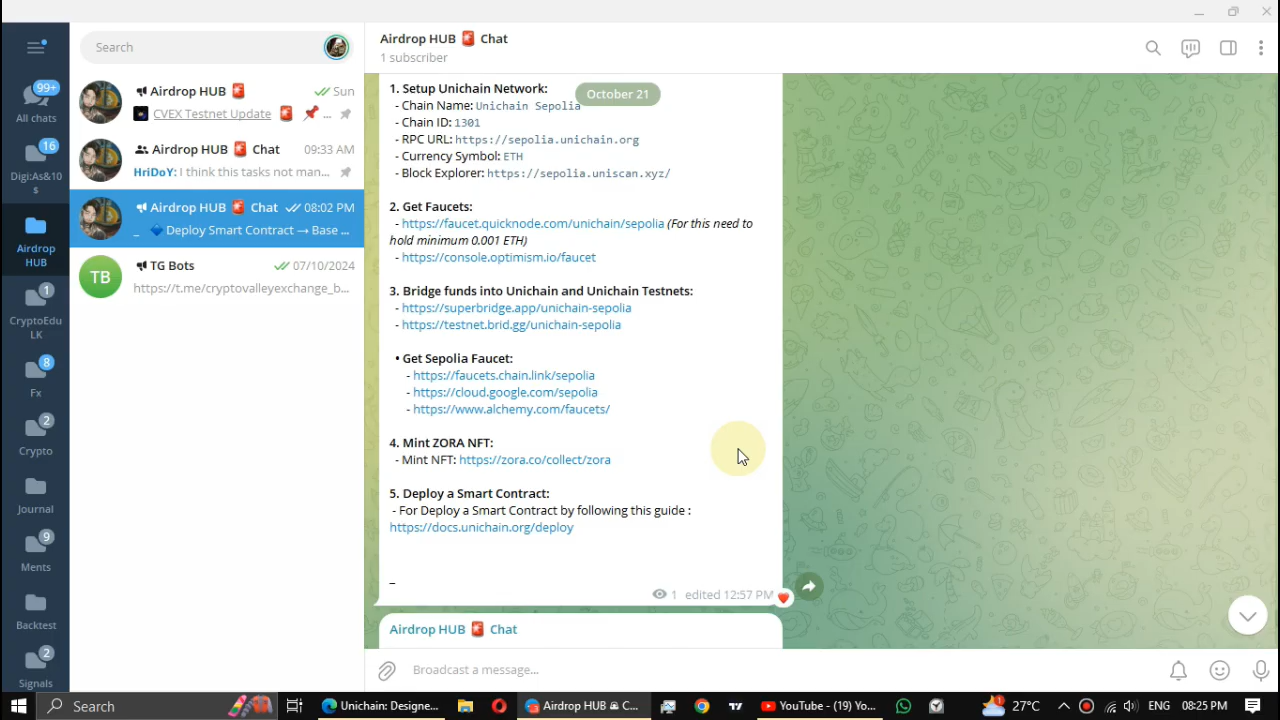 Search
99+
All chats
16
Digi:As&10
$
Airdrop
HUB
1
CryptoEdu
LK
8
Fx
2
Crypto
Journal
9
Ments
Backtest
2
Signals
Airdrop HUB 🚨 Sun
CVEX Testnet Update 🚨 📌 ...
Airdrop HUB 🚨 Chat 09:33 AM
HriDoY: I think this tasks not man...
Airdrop HUB 🚨 Chat 08:02 PM
_ 🔷 Deploy Smart Contract → Base ...
TB
TG Bots 07/10/2024
https://t.me/cryptovalleyexchange_b...
Airdrop HUB 🚨 Chat
1 subscriber
October 21
1. Setup Unichain Network:
- Chain Name: Unichain Sepolia
- Chain ID: 1301
- RPC URL: https://sepolia.unichain.org
- Currency Symbol: ETH
- Block Explorer: https://sepolia.uniscan.xyz/
2. Get Faucets:
- https://faucet.quicknode.com/unichain/sepolia (For this need to
hold minimum 0.001 ETH)
- https://console.optimism.io/faucet
3. Bridge funds into Unichain and Unichain Testnets:
- https://superbridge.app/unichain-sepolia
- https://testnet.brid.gg/unichain-sepolia
• Get Sepolia Faucet:
- https://faucets.chain.link/sepolia
- https://cloud.google.com/sepolia
- https://www.alchemy.com/faucets/
4. Mint ZORA NFT:
- Mint NFT: https://zora.co/collect/zora
5. Deploy a Smart Contract:
- For Deploy a Smart Contract by following this guide :
https://docs.unichain.org/deploy
_
1 edited 12:57 PM
Airdrop HUB 🚨 Chat
Broadcast a message...
Search
Unichain: Designe...
Airdrop HUB 🚨 C...
YouTube - (19) Yo...
27°C
ENG
08:25 PM